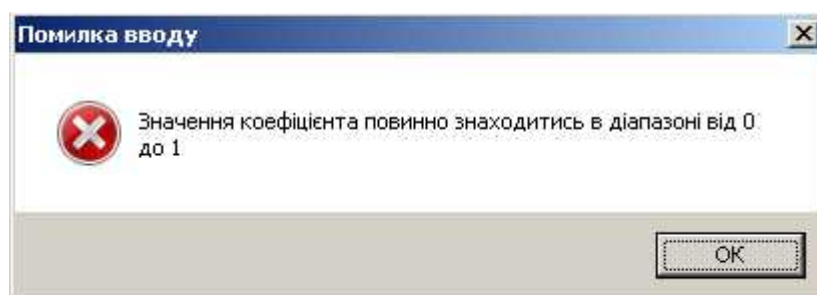 Помилка вводу
Значення коефіцієнта повинно знаходитись в діапазоні від 0
до 1
OK